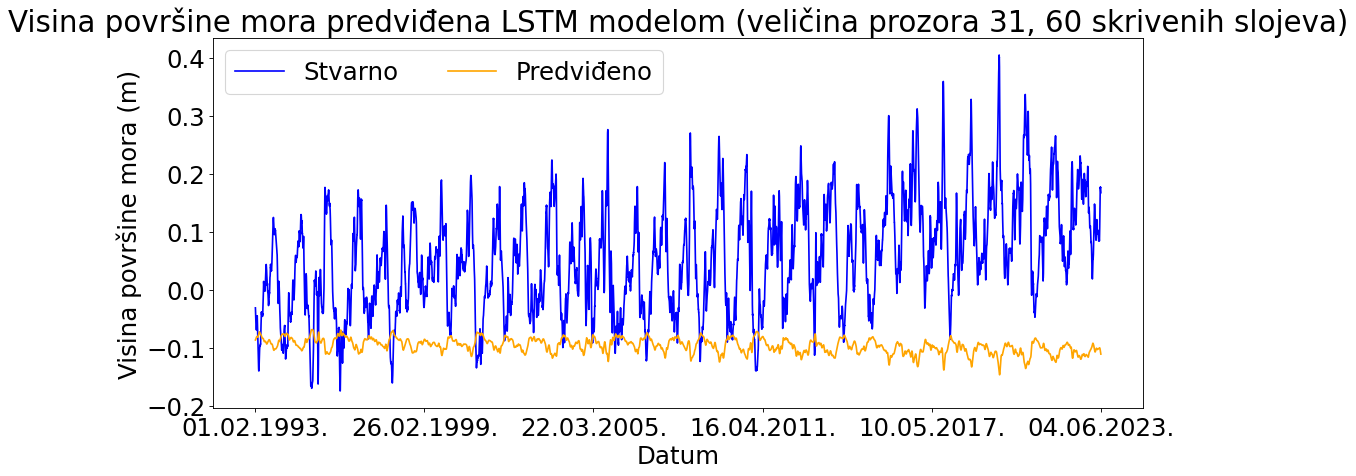 Visina površine mora predviđena LSTM modelom (veličina prozora 31, 60 skrivenih slojeva)
Stvarno
Predviđeno
Visina površine mora (m)
0.4
0.3
0.2
0.1
0.0
−0.1
−0.2
01.02.1993.
26.02.1999.
22.03.2005.
16.04.2011.
10.05.2017.
04.06.2023.
Datum